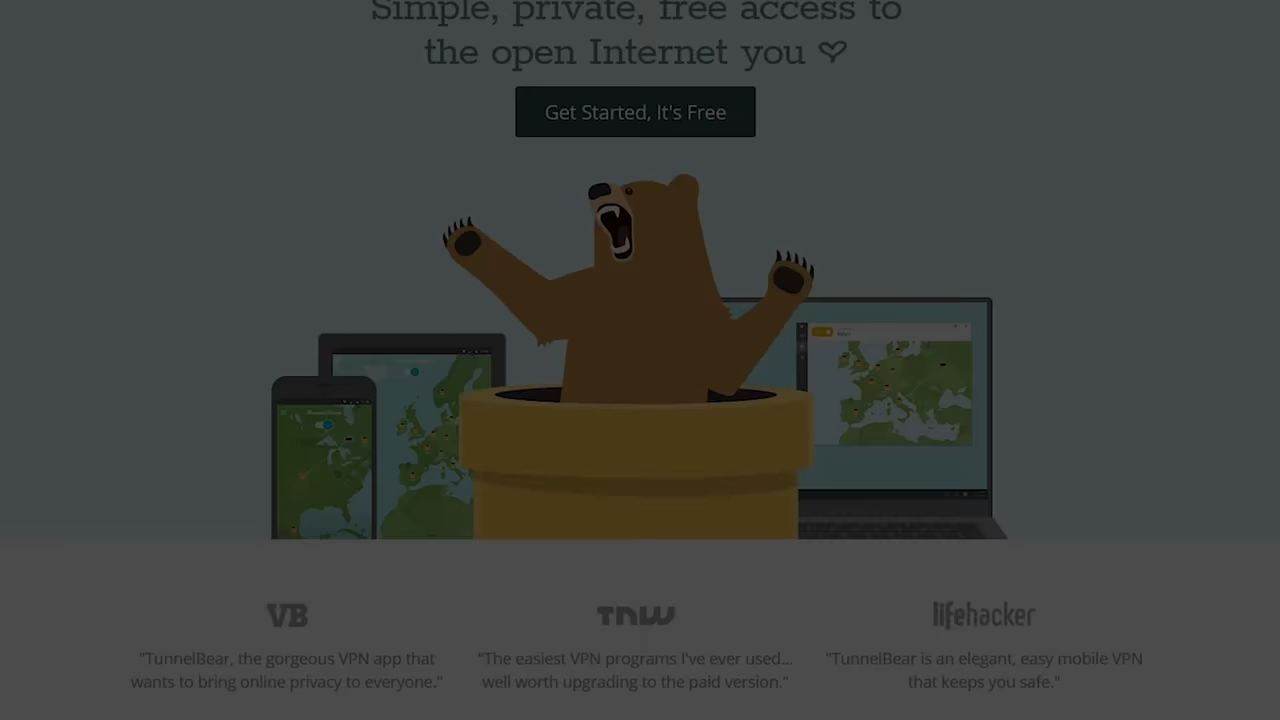 Simple, private, free access to
the open Internet you ♡
Get Started, It's Free
VB
TNW
lifehacker
"TunnelBear, the gorgeous VPN app that
wants to bring online privacy to everyone."
"The easiest VPN programs I've ever used...
well worth upgrading to the paid version."
"TunnelBear is an elegant, easy mobile VPN
that keeps you safe."